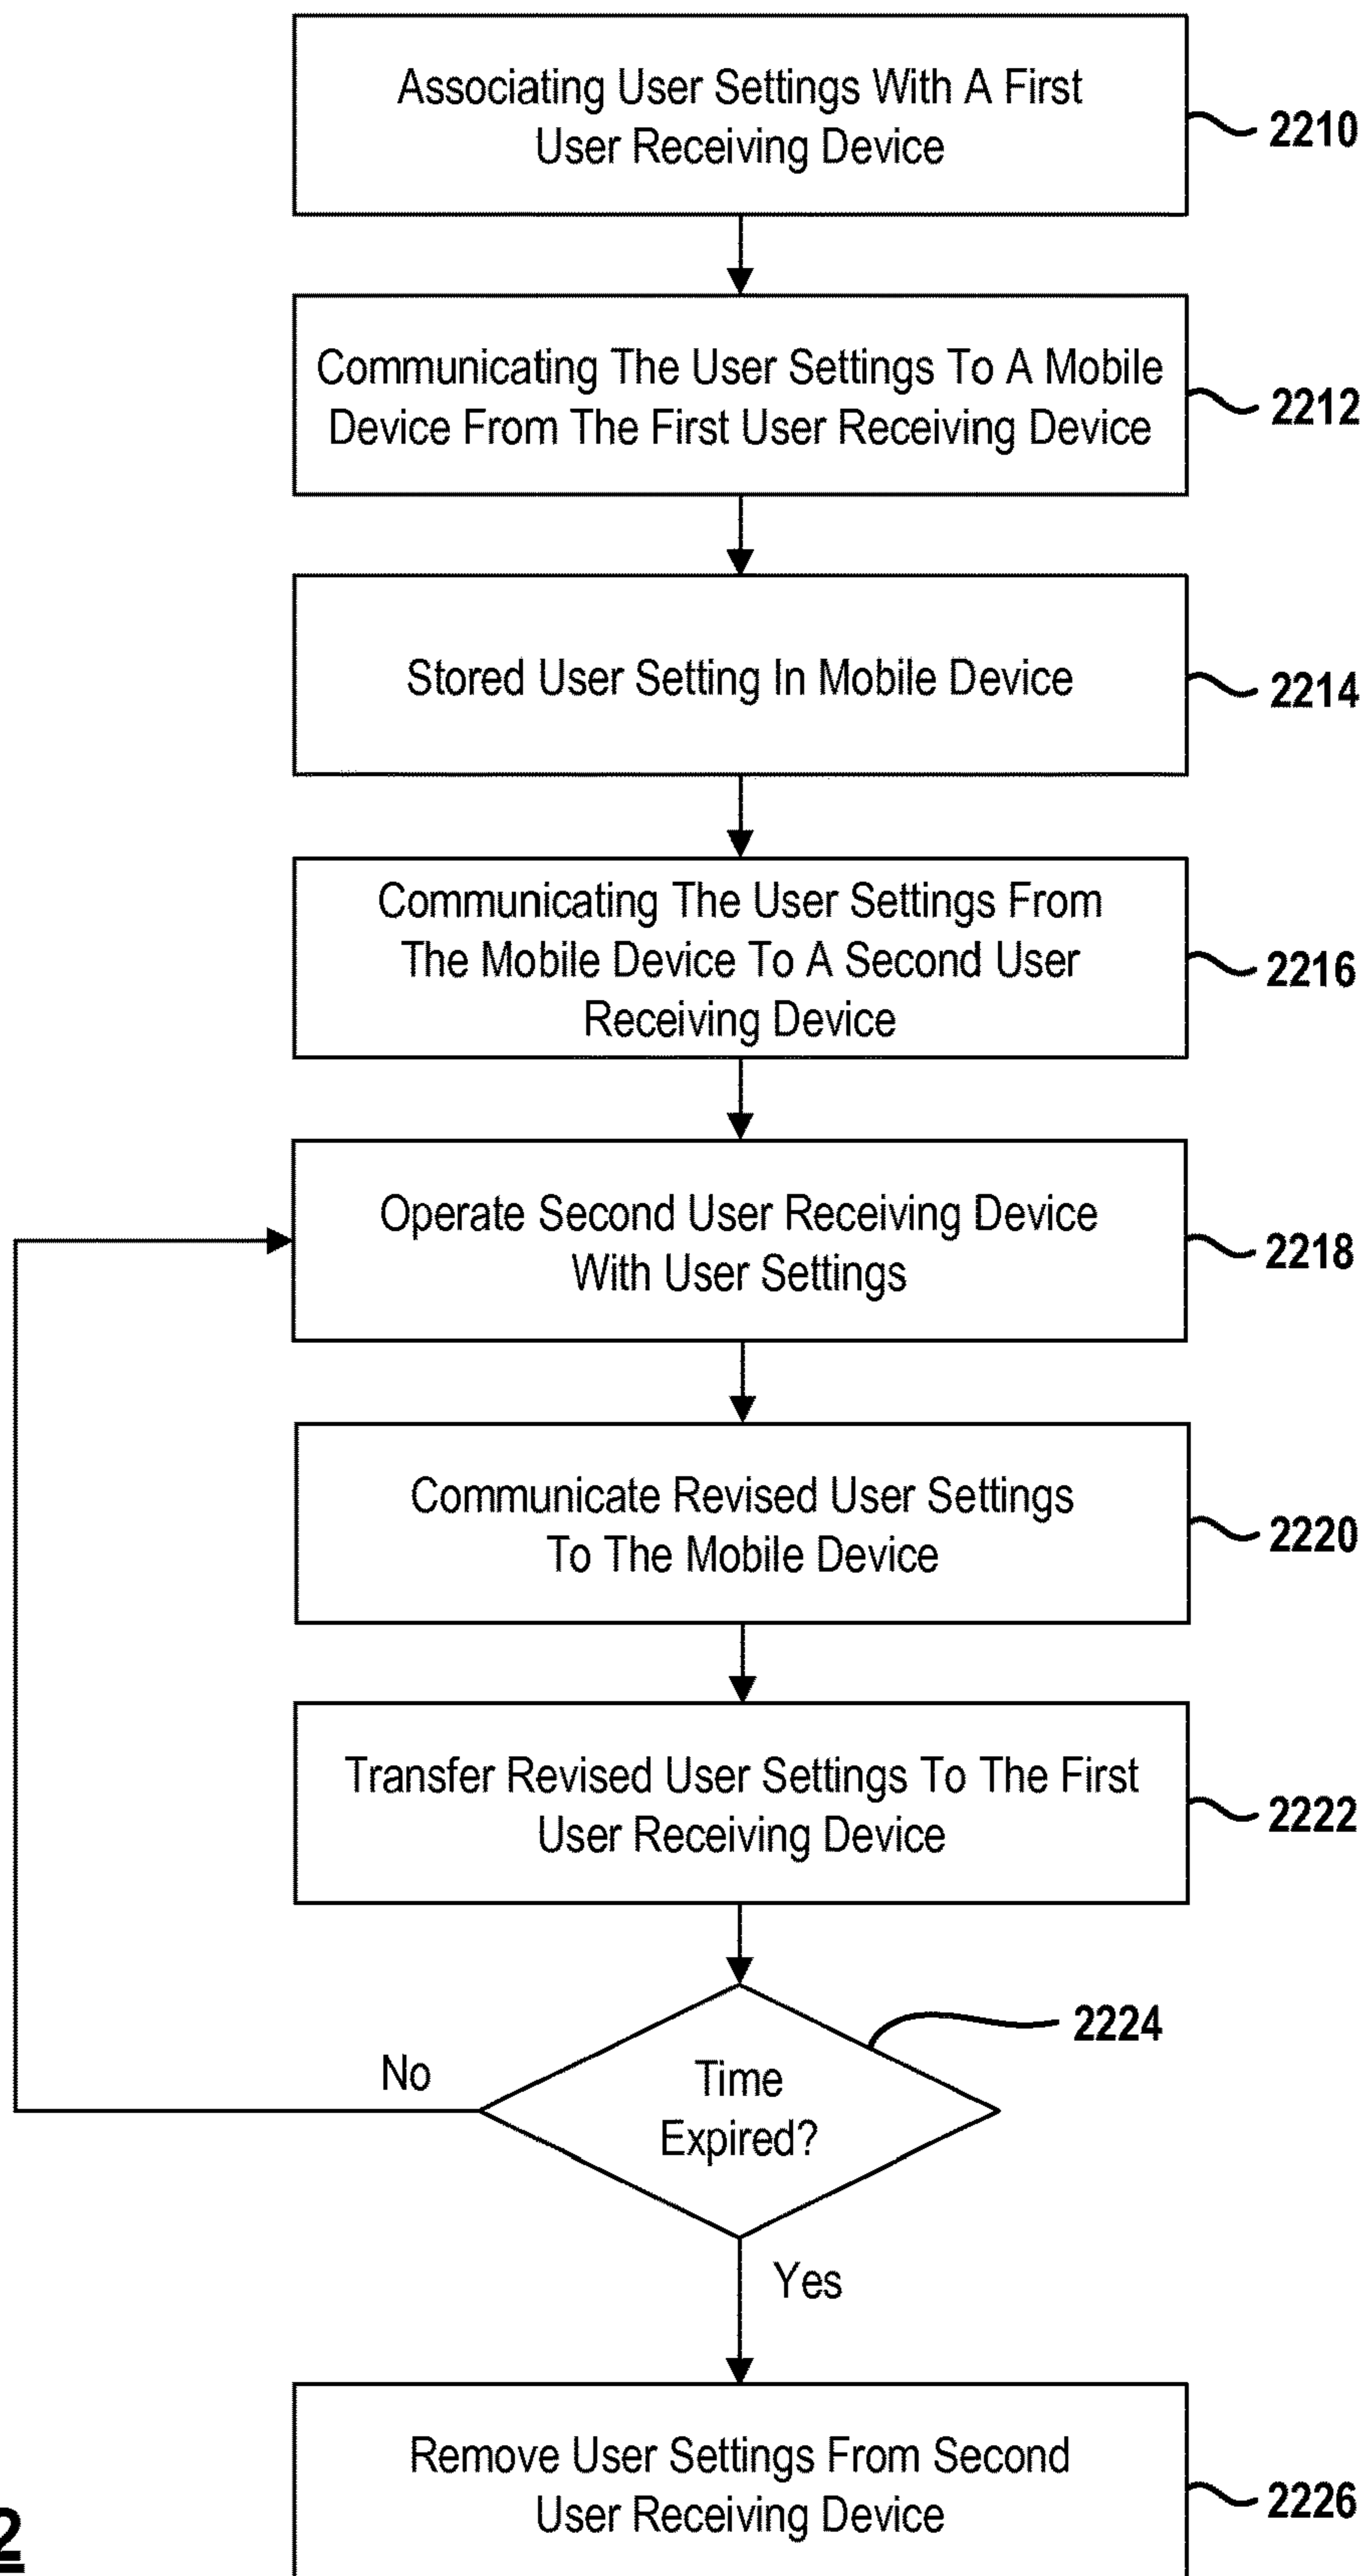 Associating User Settings With A First
User Receiving Device
2210
Communicating The User Settings To A Mobile
Device From The First User Receiving Device
2212
Stored User Setting In Mobile Device
2214
Communicating The User Settings From
The Mobile Device To A Second User
Receiving Device
2216
Operate Second User Receiving Device
With User Settings
2218
Communicate Revised User Settings
To The Mobile Device
2220
Transfer Revised User Settings To The First
User Receiving Device
2222
2224
Time
Expired?
No
Yes
Remove User Settings From Second
User Receiving Device
2226
2